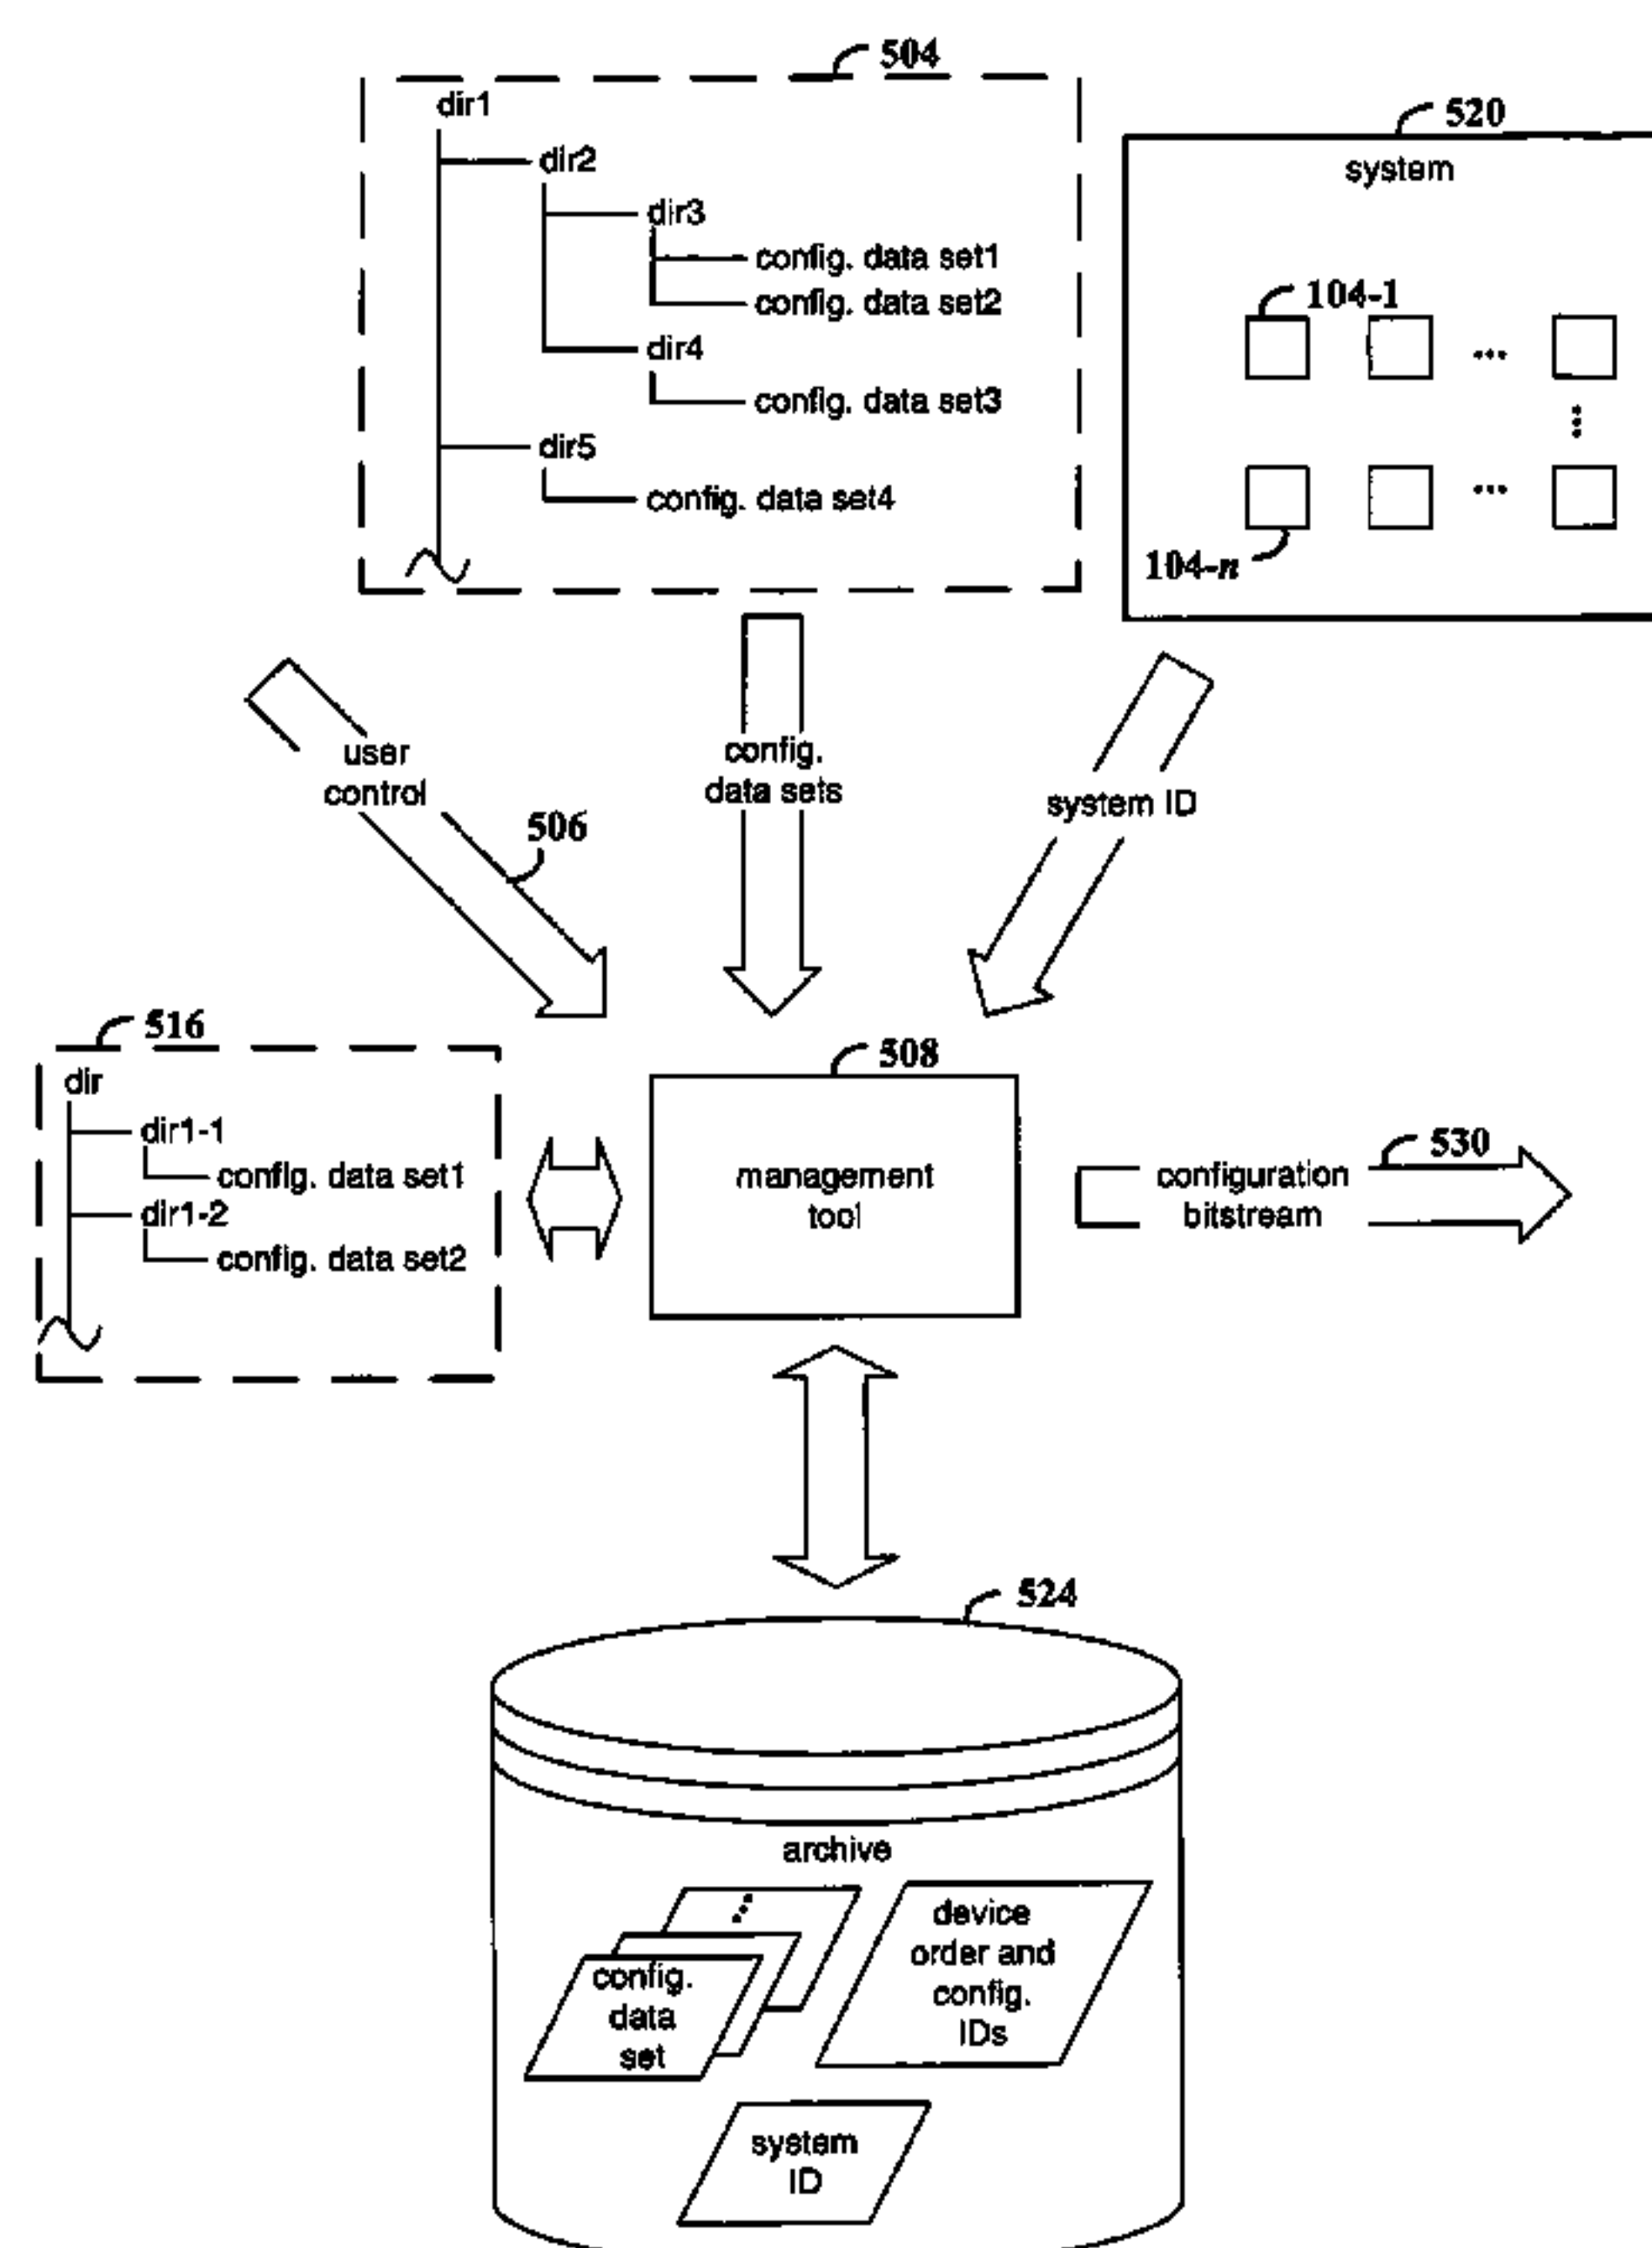 504
dir1
dir2
dir3
config. data set1
config. data set2
dir4
config. data set3
dir5
config. data set4
520
system
104-1
...
...
104-n
user
control
506
config.
data sets
system ID
516
dir
dir1-1
config. data set1
dir1-2
config. data set2
508
management
tool
530
configuration
bitstream
524
archive
config.
data
set
device
order and
config.
IDs
system
ID